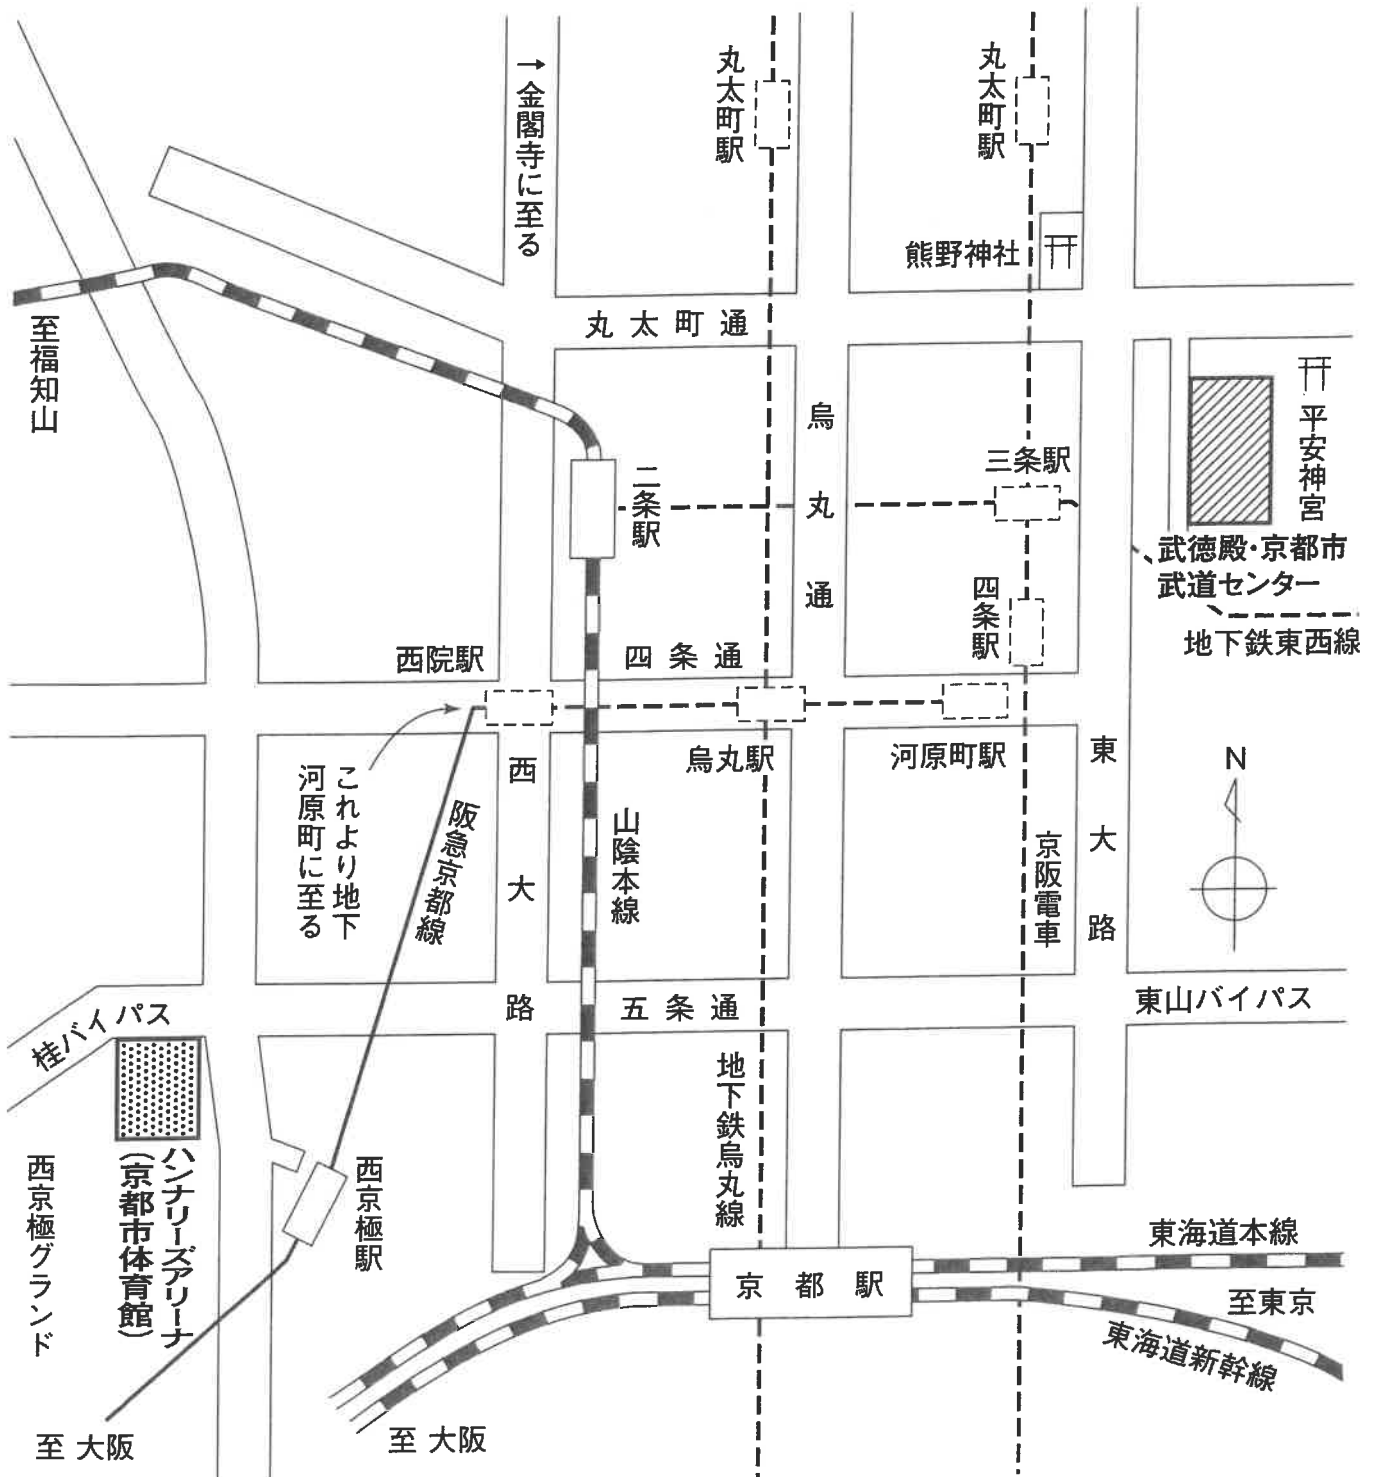 →金閣寺に至る
丸太町駅
丸太町駅
熊野神社
丸太町通
至福知山
烏丸通
三条駅
平安神宮
二条駅
武徳殿・京都市
武道センター
四条駅
地下鉄東西線
西院駅
四条通
烏丸駅
河原町駅
これより地下
河原町に至る
阪急京都線
西大路
山陰本線
京阪電車
東大路
N
桂バイパス
五条通
東山バイパス
地下鉄烏丸線
西京極グランド
ハンナリーズアリーナ
(京都市体育館)
西京極駅
京都駅
東海道本線
至東京
東海道新幹線
至 大阪
至 大阪